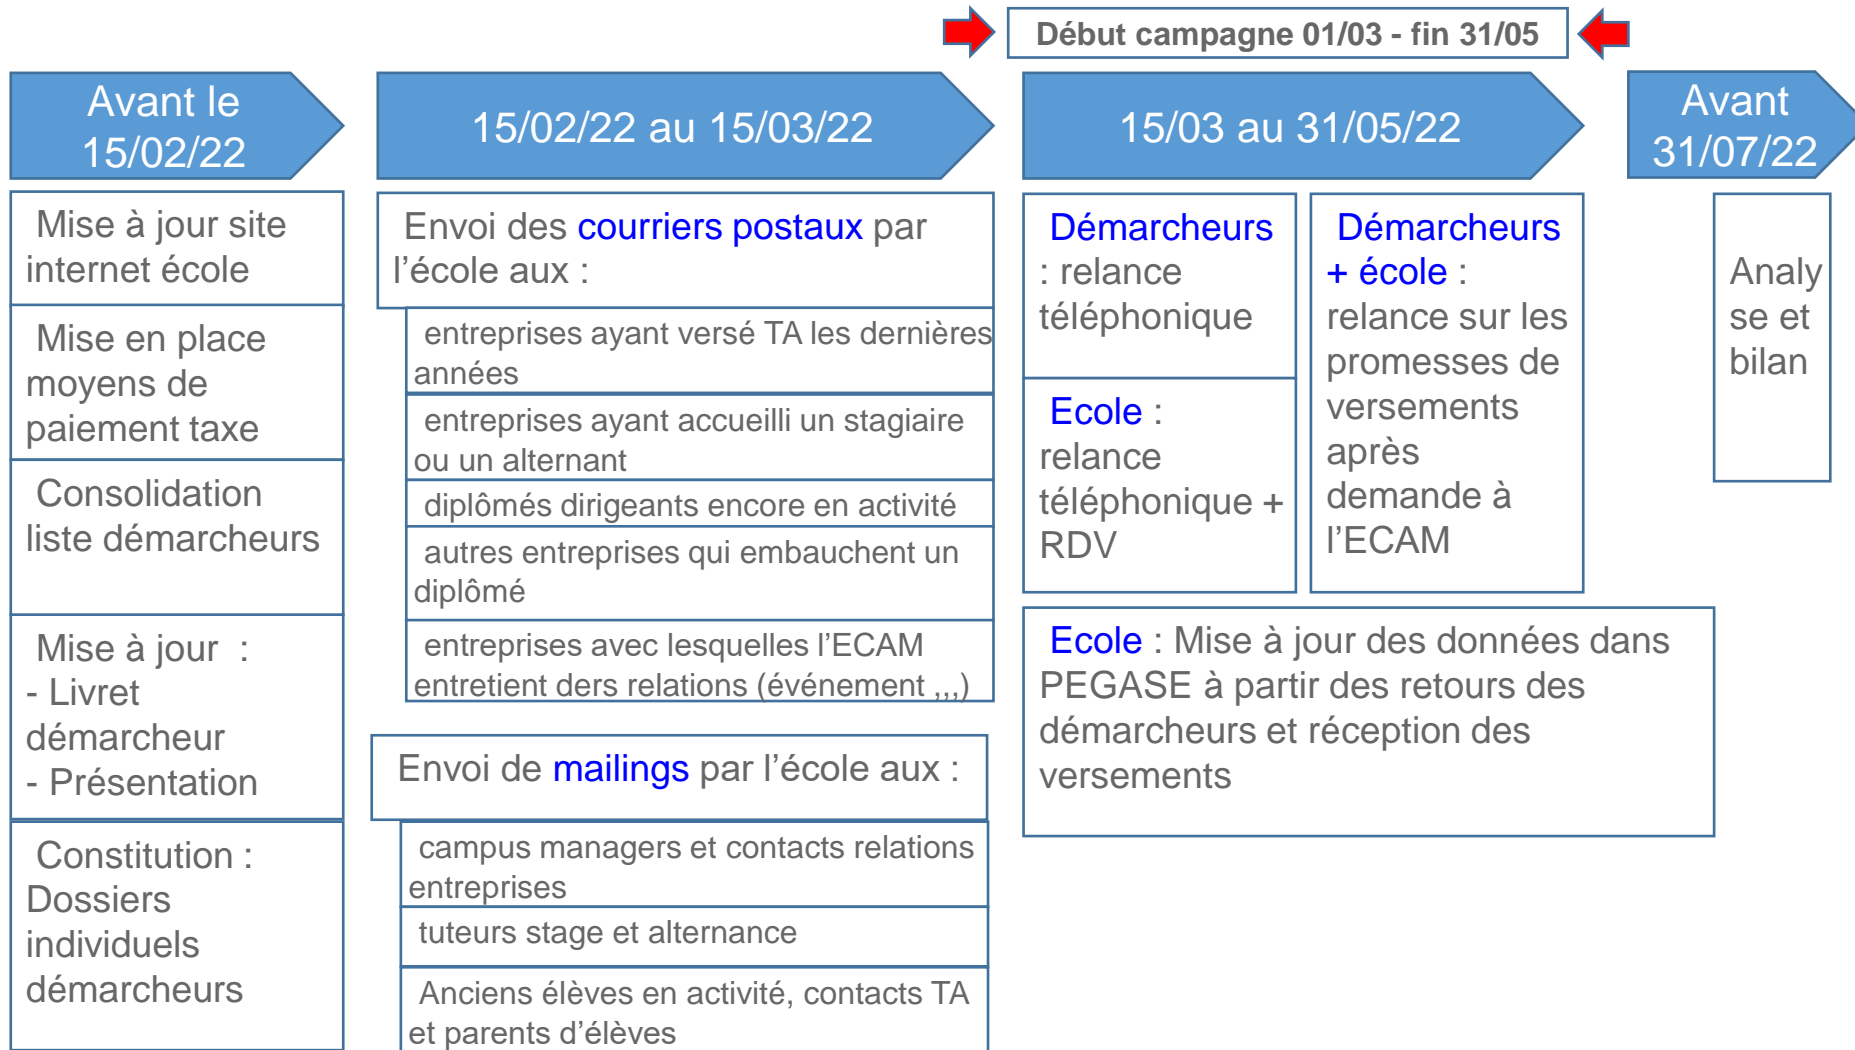 Début campagne 01/03 - fin 31/05
Avant le
15/02/22
15/02/22 au 15/03/22
15/03 au 31/05/22
Avant
31/07/22
Mise à jour site
internet école
Mise en place
moyens de
paiement taxe
Consolidation
liste démarcheurs
Mise à jour  :
- Livret
démarcheur
- Présentation
Constitution :
Dossiers
individuels
démarcheurs
Envoi des courriers postaux par
l’école aux :
entreprises ayant versé TA les dernières
années
entreprises ayant accueilli un stagiaire
ou un alternant
diplômés dirigeants encore en activité
autres entreprises qui embauchent un
diplômé
entreprises avec lesquelles l’ECAM
entretient ders relations (événement ,,,)
Envoi de mailings par l’école aux :
campus managers et contacts relations
entreprises
tuteurs stage et alternance
Anciens élèves en activité, contacts TA
et parents d’élèves
Démarcheurs
: relance
téléphonique
Ecole :
relance
téléphonique +
RDV
Démarcheurs
+ école :
relance sur les
promesses de
versements
après
demande à
l’ECAM
Ecole : Mise à jour des données dans
PEGASE à partir des retours des
démarcheurs et réception des
versements
Analy
se et
bilan